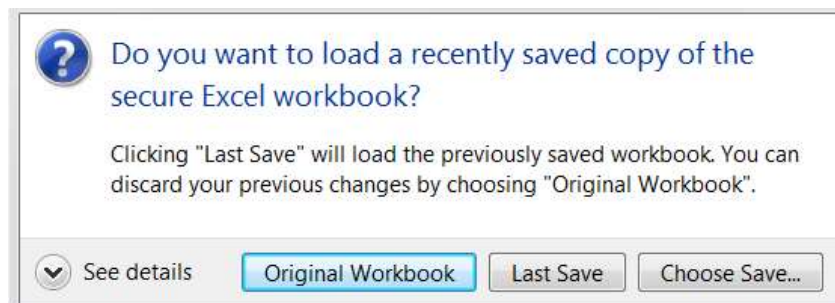 Do you want to load a recently saved copy of the
secure Excel workbook?
Clicking "Last Save" will load the previously saved workbook. You can
discard your previous changes by choosing "Original Workbook".
See details
Original Workbook
Last Save
Choose Save...